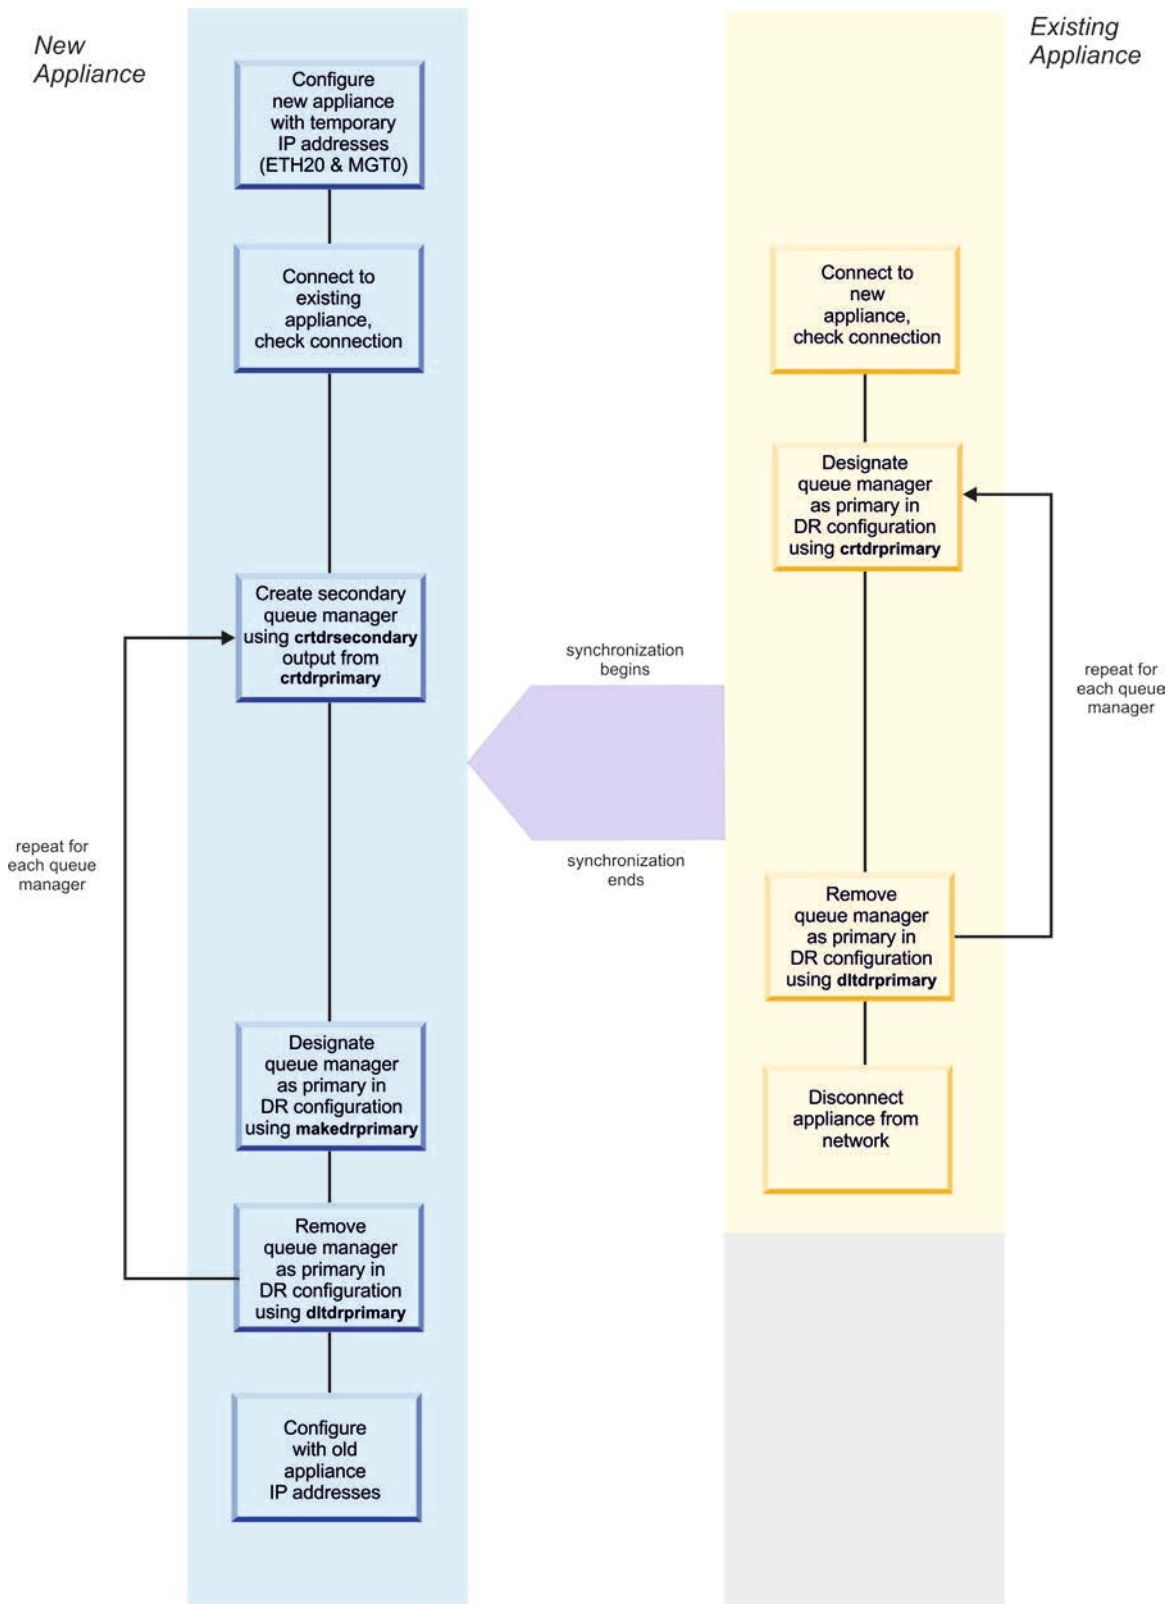 New
Appliance
Existing
Appliance
Configure
new appliance
with temporary
IP addresses
(ETH20 & MGT0)
Connect to
existing
appliance,
check connection
Connect to
new
appliance,
check connection
Designate
queue manager
as primary in
DR configuration
using crtdrprimary
Create secondary
queue manager
using crtdrsecondary
output from
crtdrprimary
synchronization
begins
repeat for
each queue
manager
repeat for
each queue
manager
synchronization
ends
Remove
queue manager
as primary in
DR configuration
using dltdrprimary
Designate
queue manager
as primary in
DR configuration
using makedrprimary
Disconnect
appliance from
network
Remove
queue manager
as primary in
DR configuration
using dltdrprimary
Configure
with old
appliance
IP addresses